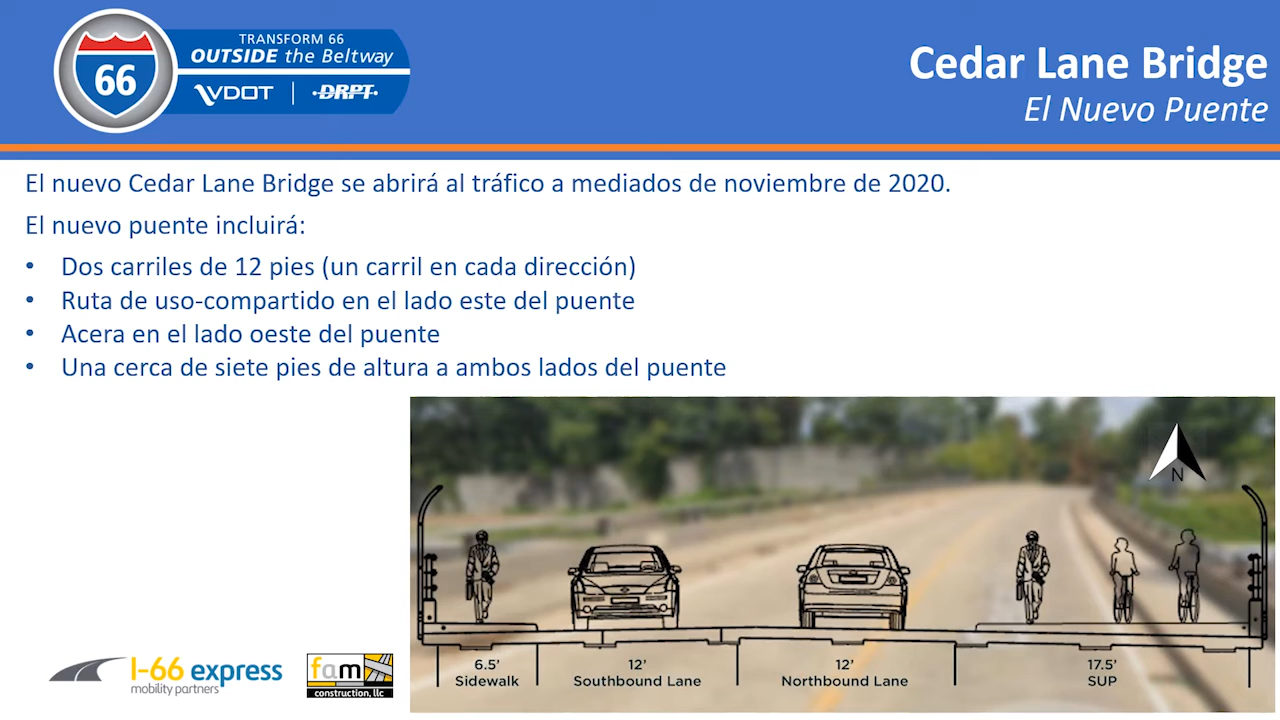 TRANSFORM 66
OUTSIDE the Beltway
66
VDOT
DRPT
Cedar Lane Bridge
El Nuevo Puente
El nuevo Cedar Lane Bridge se abrirá al tráfico a mediados de noviembre de 2020.
El nuevo puente incluirá:
• Dos carriles de 12 pies (un carril en cada dirección)
• Ruta de uso-compartido en el lado este del puente
• Acera en el lado oeste del puente
• Una cerca de siete pies de altura a ambos lados del puente
N
6.5' 12' 12' 17.5'
Sidewalk Southbound Lane Northbound Lane SUP
I-66 express
mobility partners
fam
construction, llc